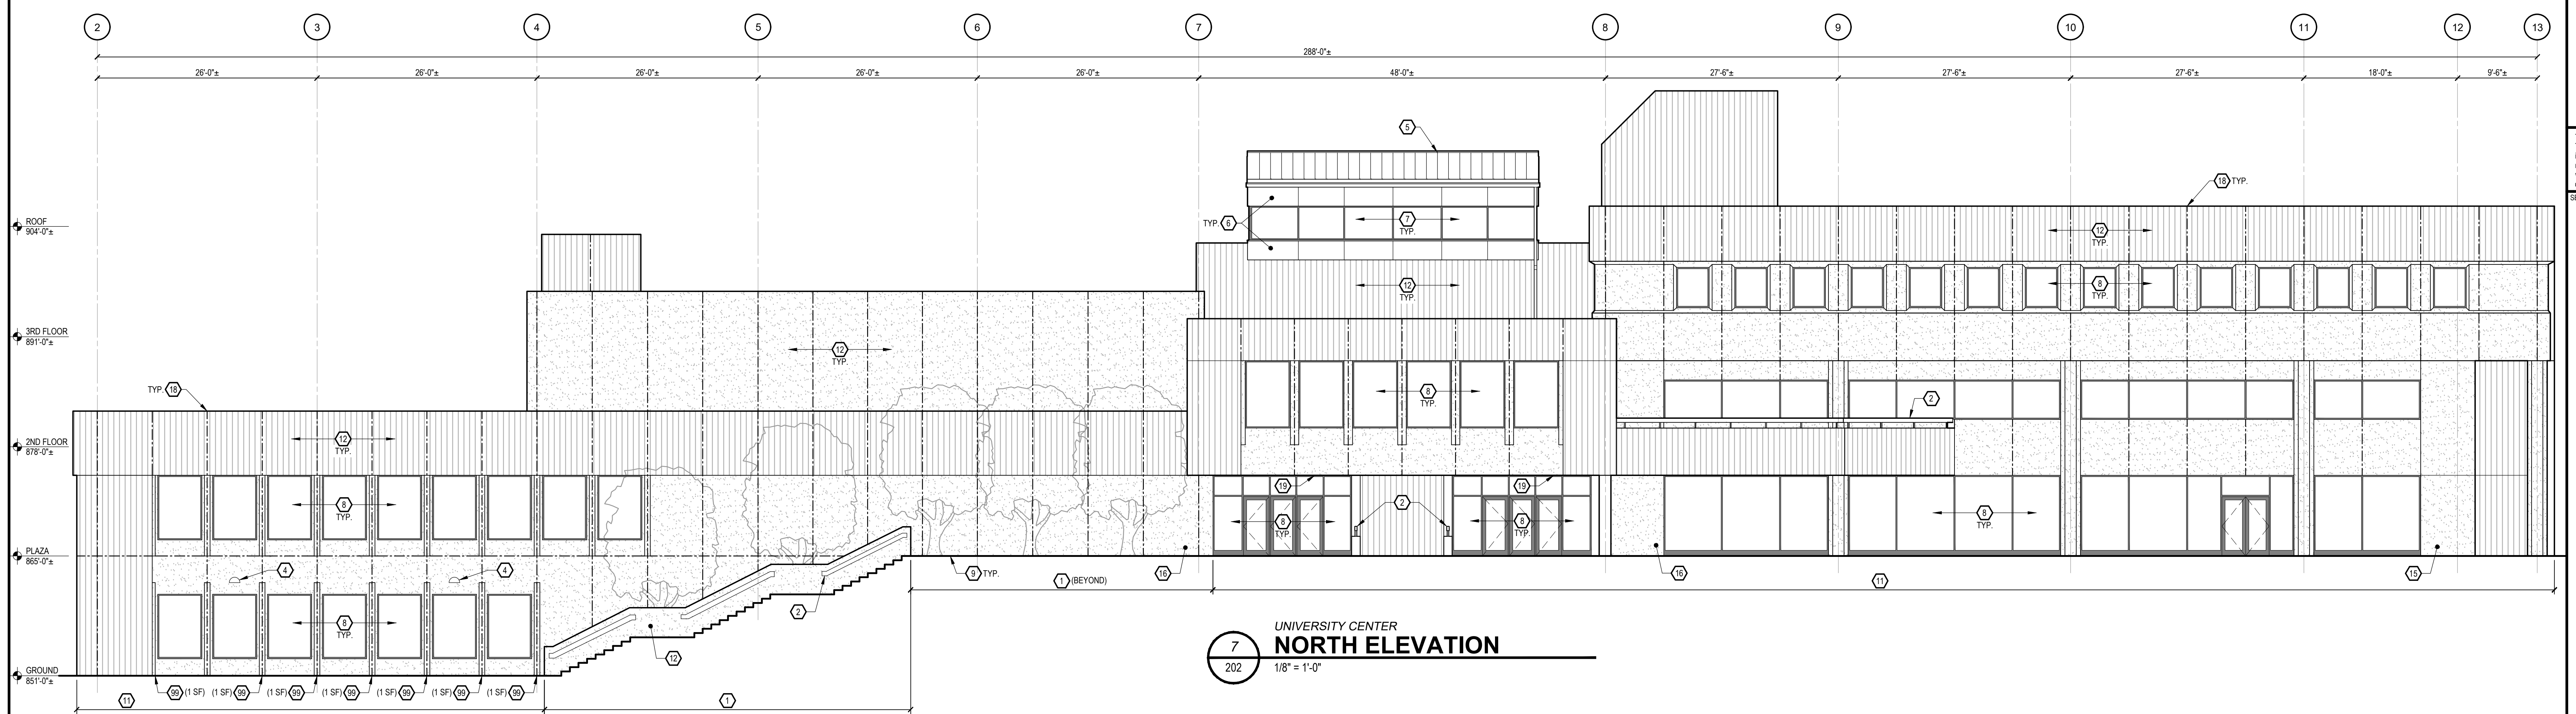 2 3 4 5 6 7 8 9 10 11 12 13
288'-0"±
26'-0"± 26'-0"± 26'-0"± 26'-0"± 26'-0"± 48'-0"± 27'-6"± 27'-6"± 27'-6"± 18'-0"± 9'-6"±
5
18 TYP.
TYP. 6
7
TYP.
ROOF
904'-0"±
12
TYP.
12
TYP.
8
TYP.
3RD FLOOR
891'-0"±
12
TYP.
TYP. 18
8
TYP.
2
2ND FLOOR
878'-0"±
12
TYP.
19
19
8
TYP.
2
8
TYP.
8
TYP.
8
TYP.
PLAZA
865'-0"±
4
4
9 TYP.
16
1 (BEYOND)
16
11
15
8
TYP.
2
12
UNIVERSITY CENTER
7 NORTH ELEVATION
202 1/8" = 1'-0"
GROUND
851'-0"±
99 (1 SF) (1 SF) 99 (1 SF) 99 (1 SF) 99 (1 SF) 99 (1 SF) 99 (1 SF) 99
11
1